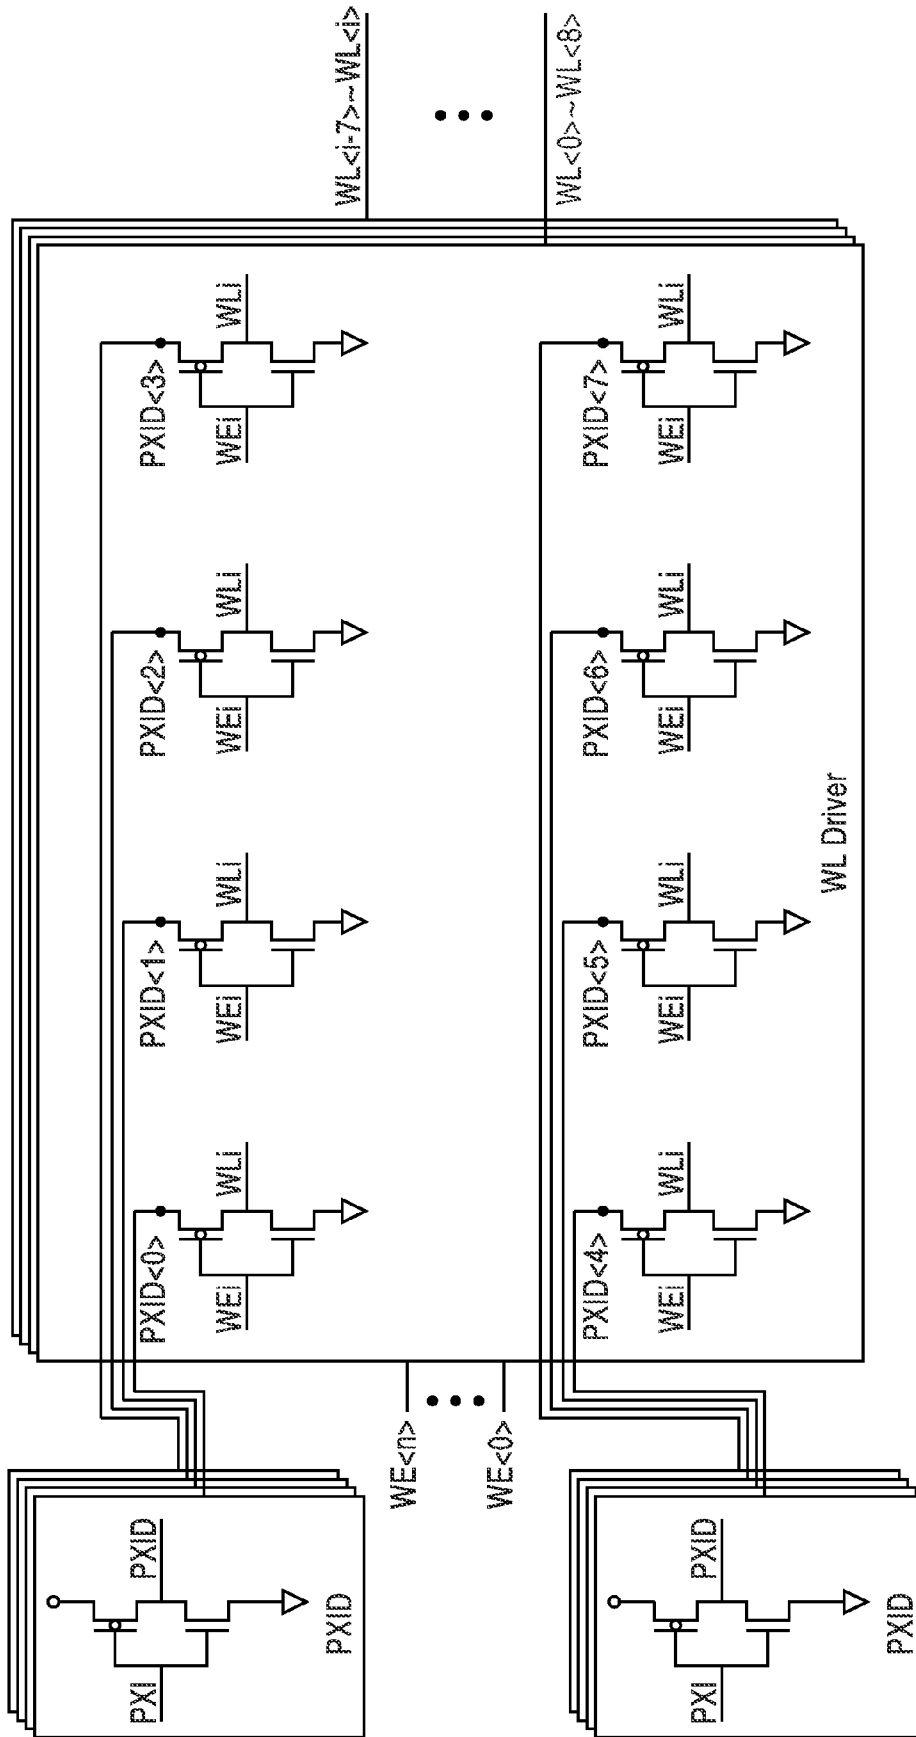 PXI
PXID
PXID
PXI
PXID
PXID
WE<n>
WE<0>
PXID<0>
WEi
WLi
PXID<1>
WEi
WLi
PXID<2>
WEi
WLi
PXID<3>
WEi
WLi
PXID<4>
WEi
WLi
PXID<5>
WEi
WLi
PXID<6>
WEi
WLi
PXID<7>
WEi
WLi
WL Driver
WL<i-7>~WL<i>
WL<0>~WL<8>